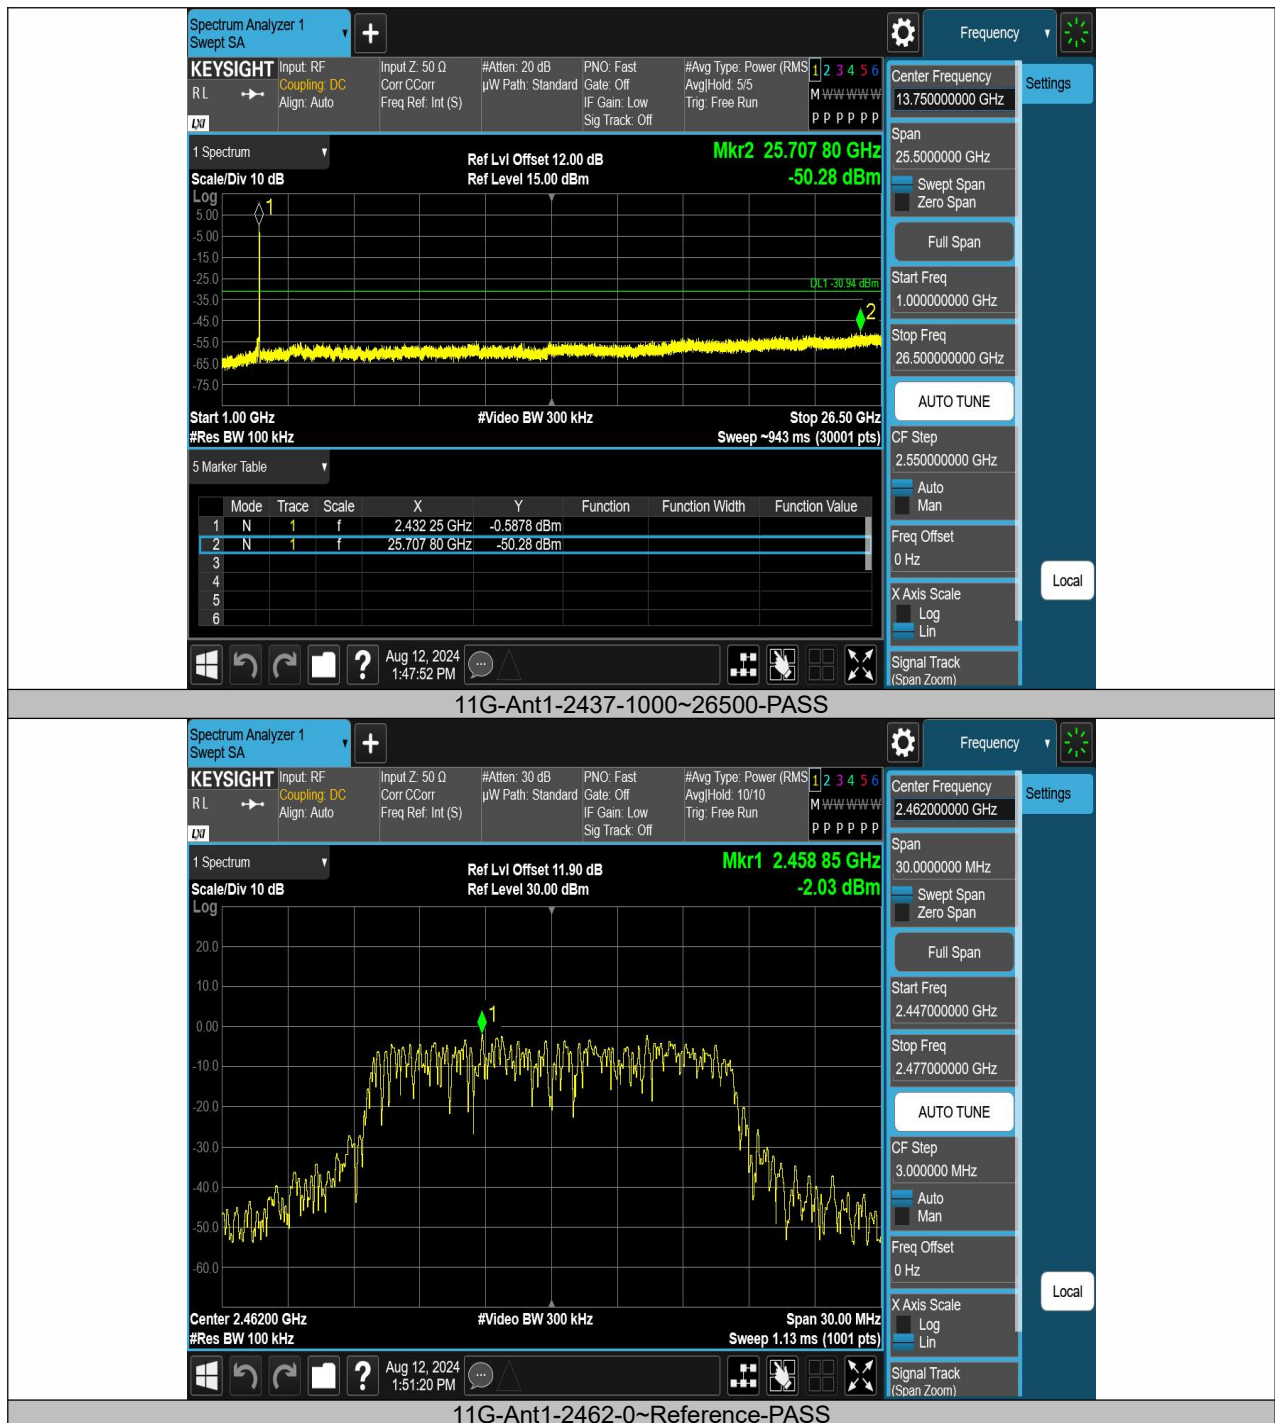 Spectrum Analyzer 1
Swept SA
Frequency
KEYSIGHT
RL
LXI
Input: RF
Coupling: DC
Align: Auto
Input Z: 50 Ω
Corr CCorr
Freq Ref: Int (S)
#Atten: 20 dB
µW Path: Standard
PNO: Fast
Gate: Off
IF Gain: Low
Sig Track: Off
#Avg Type: Power (RMS
Avg|Hold: 5/5
Trig: Free Run
1 2 3 4 5 6
M W W W W W
P P P P P P
Center Frequency
13.750000000 GHz
Settings
1 Spectrum
Scale/Div 10 dB
Ref Lvl Offset 12.00 dB
Ref Level 15.00 dBm
Mkr2 25.707 80 GHz
-50.28 dBm
Log
5.00
-5.00
-15.0
-25.0
-35.0
-45.0
-55.0
-65.0
-75.0
1
DL1 -30.94 dBm
2
Start 1.00 GHz
#Res BW 100 kHz
#Video BW 300 kHz
Stop 26.50 GHz
Sweep ~943 ms (30001 pts)
Span
25.5000000 GHz
Swept Span
Zero Span
Full Span
Start Freq
1.000000000 GHz
Stop Freq
26.500000000 GHz
AUTO TUNE
CF Step
2.550000000 GHz
Auto
Man
Freq Offset
0 Hz
X Axis Scale
Log
Lin
Signal Track
(Span Zoom)
Local
5 Marker Table
Mode Trace Scale X Y Function Function Width Function Value
1 N 1 f 2.432 25 GHz -0.5878 dBm
2 N 1 f 25.707 80 GHz -50.28 dBm
3
4
5
6
?
Aug 12, 2024
1:47:52 PM
11G-Ant1-2437-1000~26500-PASS
Spectrum Analyzer 1
Swept SA
Frequency
KEYSIGHT
RL
LXI
Input: RF
Coupling: DC
Align: Auto
Input Z: 50 Ω
Corr CCorr
Freq Ref: Int (S)
#Atten: 30 dB
µW Path: Standard
PNO: Fast
Gate: Off
IF Gain: Low
Sig Track: Off
#Avg Type: Power (RMS
Avg|Hold: 10/10
Trig: Free Run
1 2 3 4 5 6
M W W W W W
P P P P P P
Center Frequency
2.462000000 GHz
Settings
1 Spectrum
Scale/Div 10 dB
Ref Lvl Offset 11.90 dB
Ref Level 30.00 dBm
Mkr1 2.458 85 GHz
-2.03 dBm
Log
20.0
10.0
0.00
-10.0
-20.0
-30.0
-40.0
-50.0
-60.0
1
Center 2.46200 GHz
#Res BW 100 kHz
#Video BW 300 kHz
Span 30.00 MHz
Sweep 1.13 ms (1001 pts)
Span
30.0000000 MHz
Swept Span
Zero Span
Full Span
Start Freq
2.447000000 GHz
Stop Freq
2.477000000 GHz
AUTO TUNE
CF Step
3.000000 MHz
Auto
Man
Freq Offset
0 Hz
X Axis Scale
Log
Lin
Signal Track
(Span Zoom)
Local
?
Aug 12, 2024
1:51:20 PM
11G-Ant1-2462-0~Reference-PASS